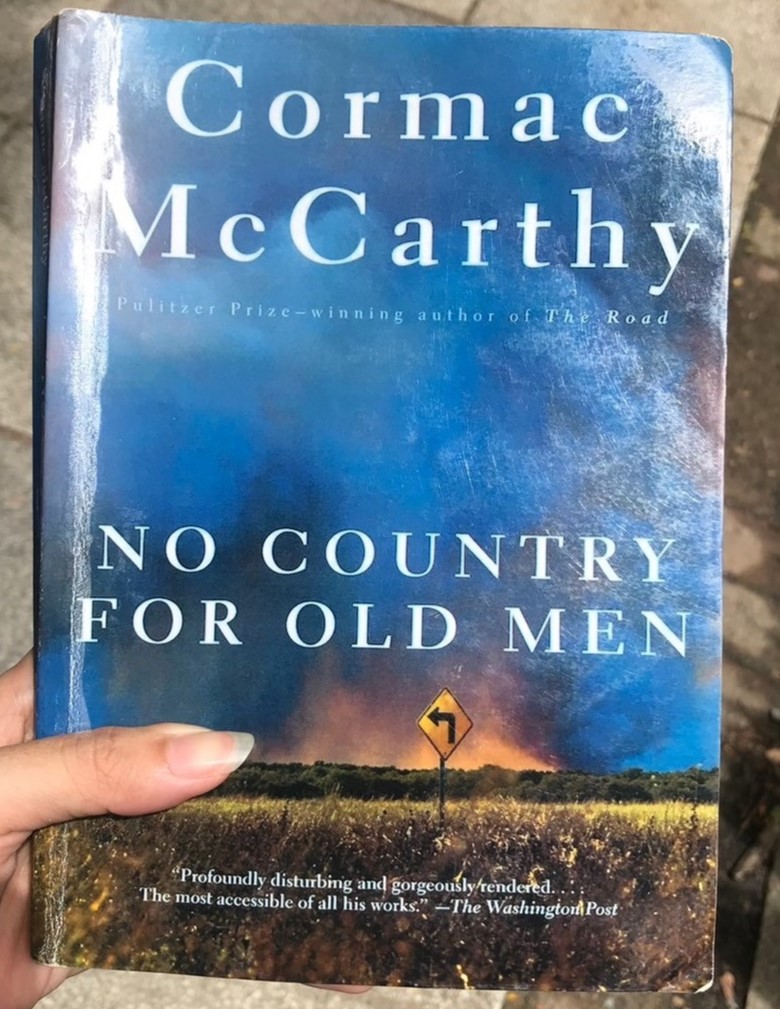 Cormac
McCarthy
Pulitzer Prize–winning author of The Road
NO COUNTRY
FOR OLD MEN
“Profoundly disturbing and gorgeously rendered. . . .
The most accessible of all his works.” —The Washington Post